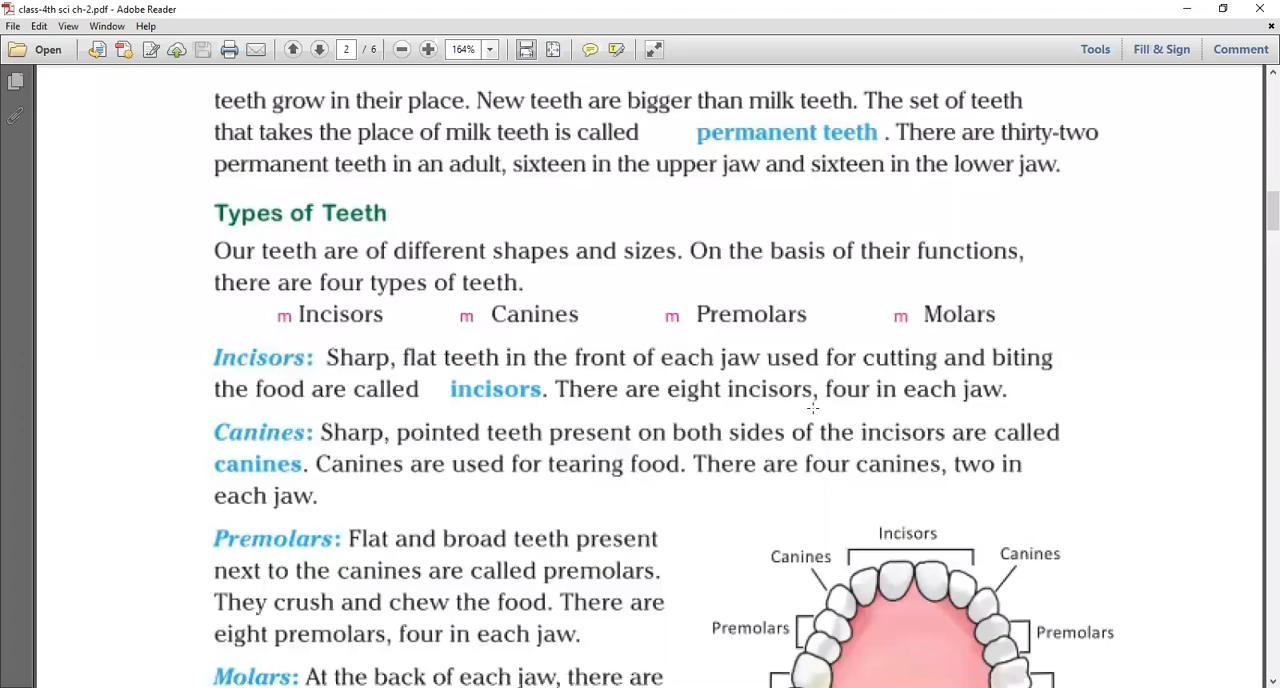 class-4th sci ch-2.pdf - Adobe Reader
File Edit View Window Help
Open 2 / 6 164% Tools Fill & Sign Comment
teeth grow in their place. New teeth are bigger than milk teeth. The set of teeth
that takes the place of milk teeth is called permanent teeth . There are thirty-two
permanent teeth in an adult, sixteen in the upper jaw and sixteen in the lower jaw.
Types of Teeth
Our teeth are of different shapes and sizes. On the basis of their functions,
there are four types of teeth.
m Incisors m Canines m Premolars m Molars
Incisors: Sharp, flat teeth in the front of each jaw used for cutting and biting
the food are called incisors. There are eight incisors, four in each jaw.
Canines: Sharp, pointed teeth present on both sides of the incisors are called
canines. Canines are used for tearing food. There are four canines, two in
each jaw.
Premolars: Flat and broad teeth present
next to the canines are called premolars.
They crush and chew the food. There are
eight premolars, four in each jaw.
Molars: At the back of each jaw, there are
Incisors
Canines Canines
Premolars Premolars